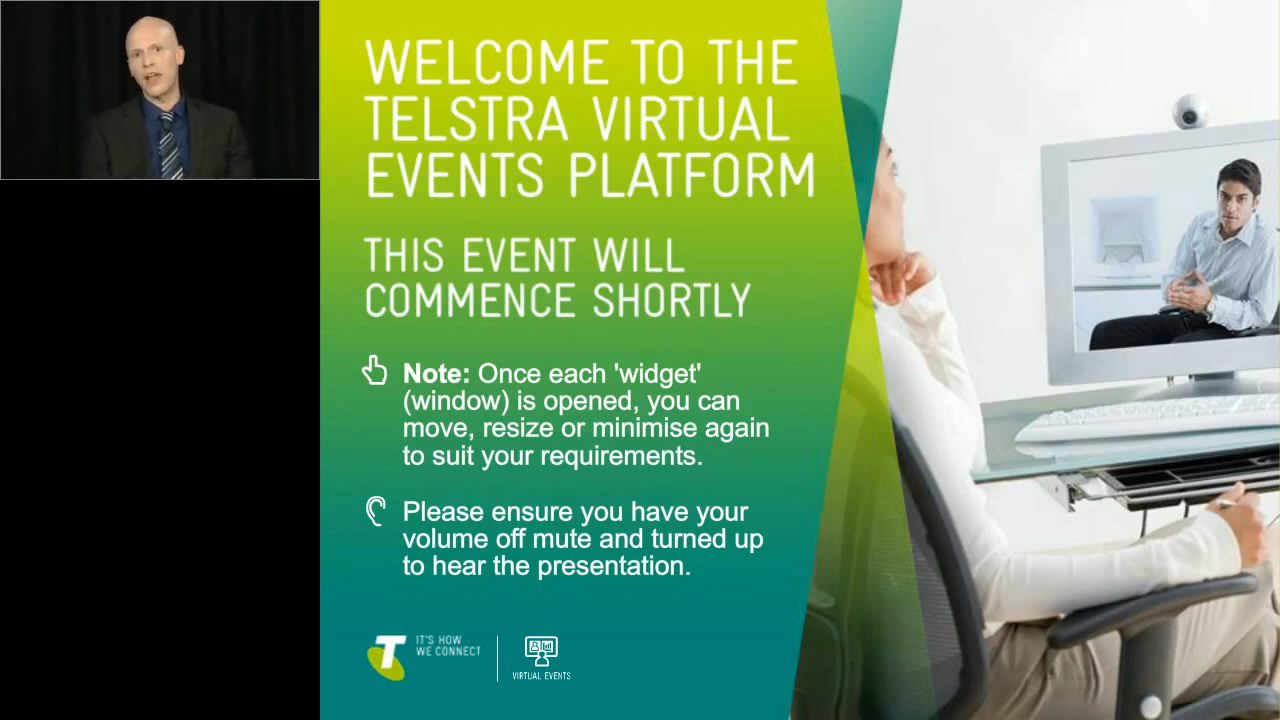 WELCOME TO THE
TELSTRA VIRTUAL
EVENTS PLATFORM
THIS EVENT WILL
COMMENCE SHORTLY
Note: Once each 'widget'
(window) is opened, you can
move, resize or minimise again
to suit your requirements.
Please ensure you have your
volume off mute and turned up
to hear the presentation.
T
IT'S HOW
WE CONNECT
VIRTUAL EVENTS